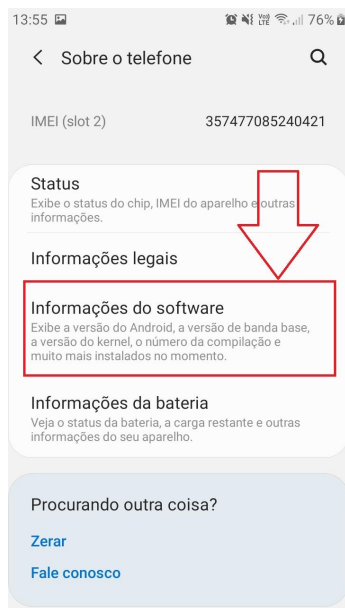 13:55 76%
Sobre o telefone
IMEI (slot 2) 357477085240421
Status
Exibe o status do chip, IMEI do aparelho e outras
informações.
Informações legais
Informações do software
Exibe a versão do Android, a versão de banda base,
a versão do kernel, o número da compilação e
muito mais instalados no momento.
Informações da bateria
Veja o status da bateria, a carga restante e outras
informações do seu aparelho.
Procurando outra coisa?
Zerar
Fale conosco